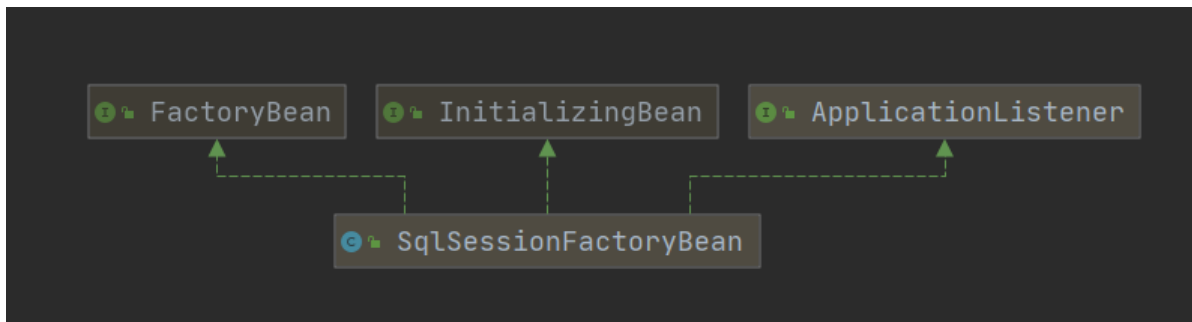 FactoryBean
InitializingBean
ApplicationListener
SqlSessionFactoryBean